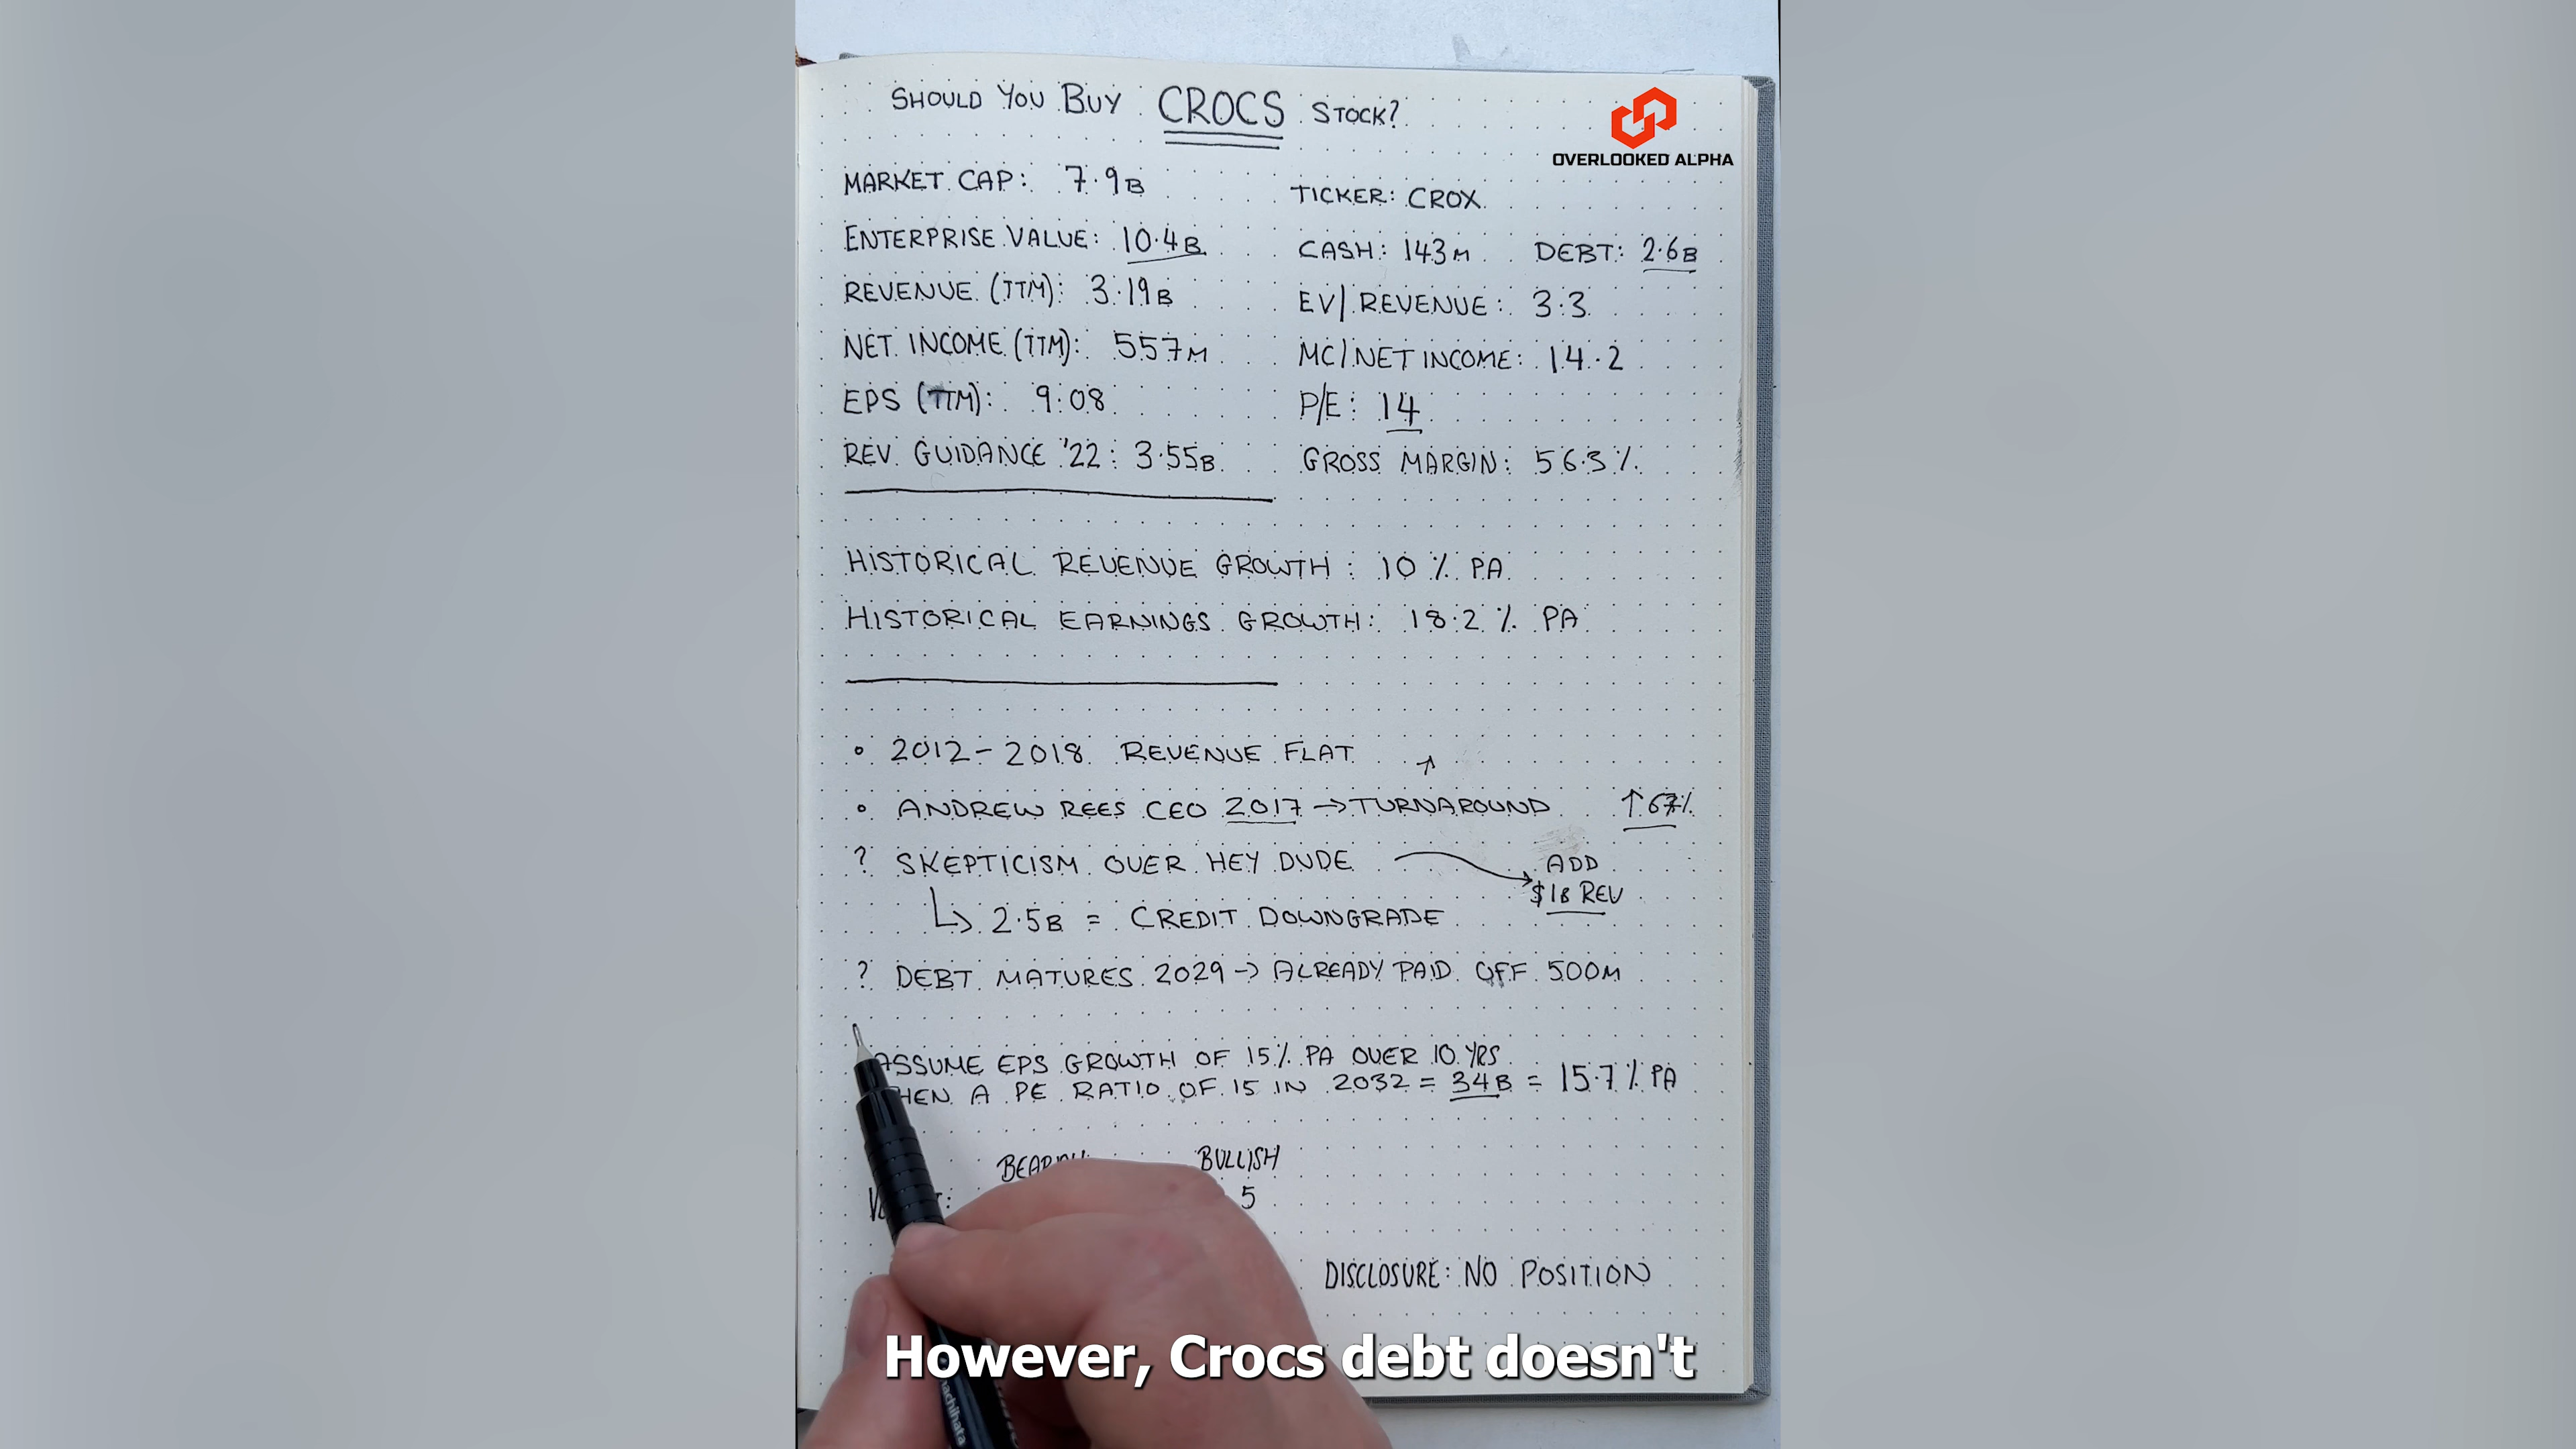 SHOULD YOU BUY CROCS STOCK?
OVERLOOKED ALPHA
MARKET CAP: 7.9B
TICKER: CROX
ENTERPRISE VALUE: 10.4B
CASH: 143M DEBT: 2.6B
REVENUE (TTM): 3.19B
EV/REVENUE: 3.3
NET INCOME (TTM): 557M
MC/NET INCOME: 14.2
EPS (TTM): 9.08
P/E: 14
REV. GUIDANCE '22: 3.55B
GROSS MARGIN: 56.3%
HISTORICAL REVENUE GROWTH: 10% PA
HISTORICAL EARNINGS GROWTH: 18.2% PA
• 2012-2018 REVENUE FLAT ↑
• ANDREW REES CEO 2017 → TURNAROUND
? SKEPTICISM OVER HEY DUDE → ADD
$1B REV
↳ 2.5B = CREDIT DOWNGRADE
? DEBT MATURES 2029 → ALREADY PAID OFF 500M
ASSUME EPS GROWTH OF 15% PA OVER 10 YRS
A PE RATIO OF 15 IN 2032 = 34B = 15.7% PA
BULLISH
5
DISCLOSURE: NO POSITION
However, Crocs debt doesn't
hachihata